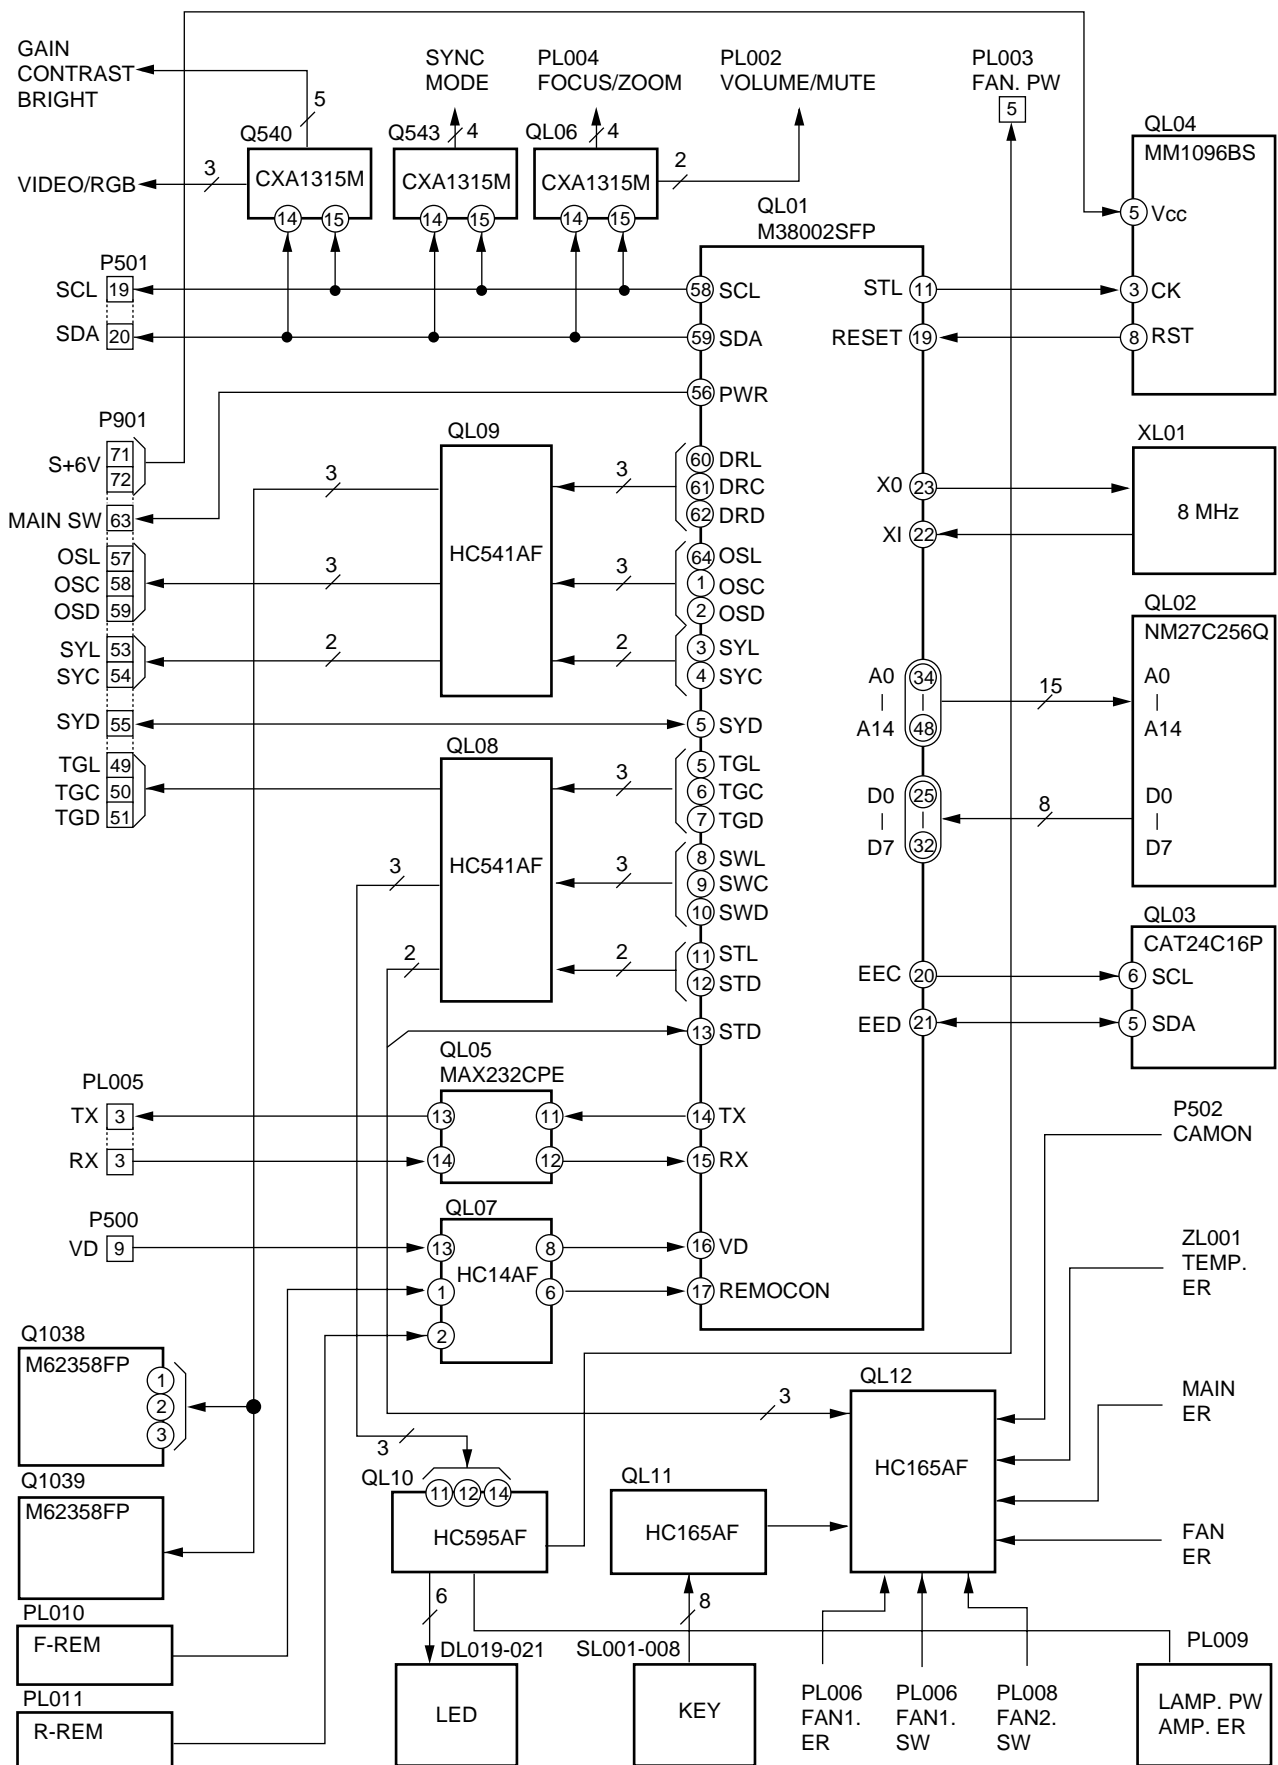 GAIN
CONTRAST
BRIGHT
5
SYNC
MODE
4
PL004
FOCUS/ZOOM
4
PL002
VOLUME/MUTE
PL003
FAN. PW
5
Q540
CXA1315M
14 15
Q543
CXA1315M
14 15
QL06
CXA1315M
14 15
2
VIDEO/RGB
3
QL04
MM1096BS
5 Vcc
3 CK
8 RST
QL01
M38002SFP
P501
SCL 19
SDA 20
58 SCL
59 SDA
56 PWR
STL 11
RESET 19
P901
S+6V
71
72
MAIN SW 63
OSL 57
OSC 58
OSD 59
SYL 53
SYC 54
SYD 55
TGL 49
TGC 50
TGD 51
QL09
HC541AF
3
3
2
3
3
2
60 DRL
61 DRC
62 DRD
64 OSL
1 OSC
2 OSD
3 SYL
4 SYC
5 SYD
XL01
8 MHz
X0 23
XI 22
QL02
NM27C256Q
A0
A14
D0
D7
A0 34
A14 48
15
D0 25
D7 32
8
QL08
HC541AF
3
2
3
3
2
5 TGL
6 TGC
7 TGD
8 SWL
9 SWC
10 SWD
11 STL
12 STD
13 STD
QL03
CAT24C16P
6 SCL
5 SDA
EEC 20
EED 21
QL05
MAX232CPE
13 11
14 12
PL005
TX 3
RX 3
14 TX
15 RX
P502
CAMON
P500
VD 9
QL07
HC14AF
13 8
1 6
2
16 VD
17 REMOCON
ZL001
TEMP.
ER
Q1038
M62358FP
1
2
3
Q1039
M62358FP
QL12
HC165AF
3
MAIN
ER
FAN
ER
3
QL10
11 12 14
HC595AF
QL11
HC165AF
6
8
PL010
F-REM
PL011
R-REM
DL019-021
LED
SL001-008
KEY
PL006
FAN1.
ER
PL006
FAN1.
SW
PL008
FAN2.
SW
PL009
LAMP. PW
AMP. ER